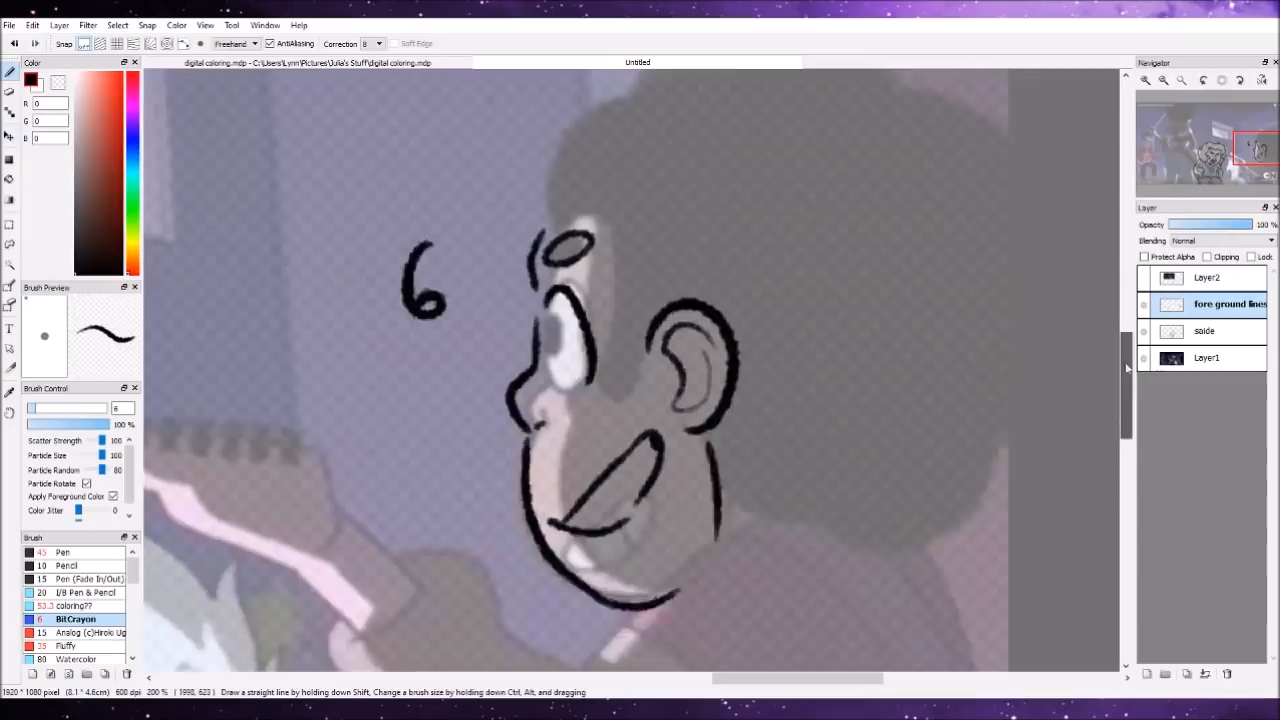 File Edit Layer Filter Select Snap Color View Tool Window Help
Snap Freehand AntiAliasing Correction 8 Soft Edge
digital coloring.mdp - C:\Users\Lynn\Pictures\Julia's Stuff\digital coloring.mdp Untitled
Color
R 0
G 0
B 0
Brush Preview
Brush Control
6
100 %
Scatter Strength 100
Particle Size 100
Particle Random 80
Particle Rotate
Apply Foreground Color
Color Jitter 0
Brush
45 Pen
10 Pencil
15 Pen (Fade In/Out)
20 I/B Pen & Pencil
53.3 coloring??
6 BitCrayon
15 Analog (c)Hiroki Ug
35 Fluffy
80 Watercolor
6
Navigator
Layer
Opacity 100 %
Blending Normal
Protect Alpha Clipping Lock
Layer2
fore ground lines
saide
Layer1
1920 * 1080 pixel (8.1 * 4.6cm) 600 dpi 200 % ( 1998, 623 ) Draw a straight line by holding down Shift, Change a brush size by holding down Ctrl, Alt, and dragging